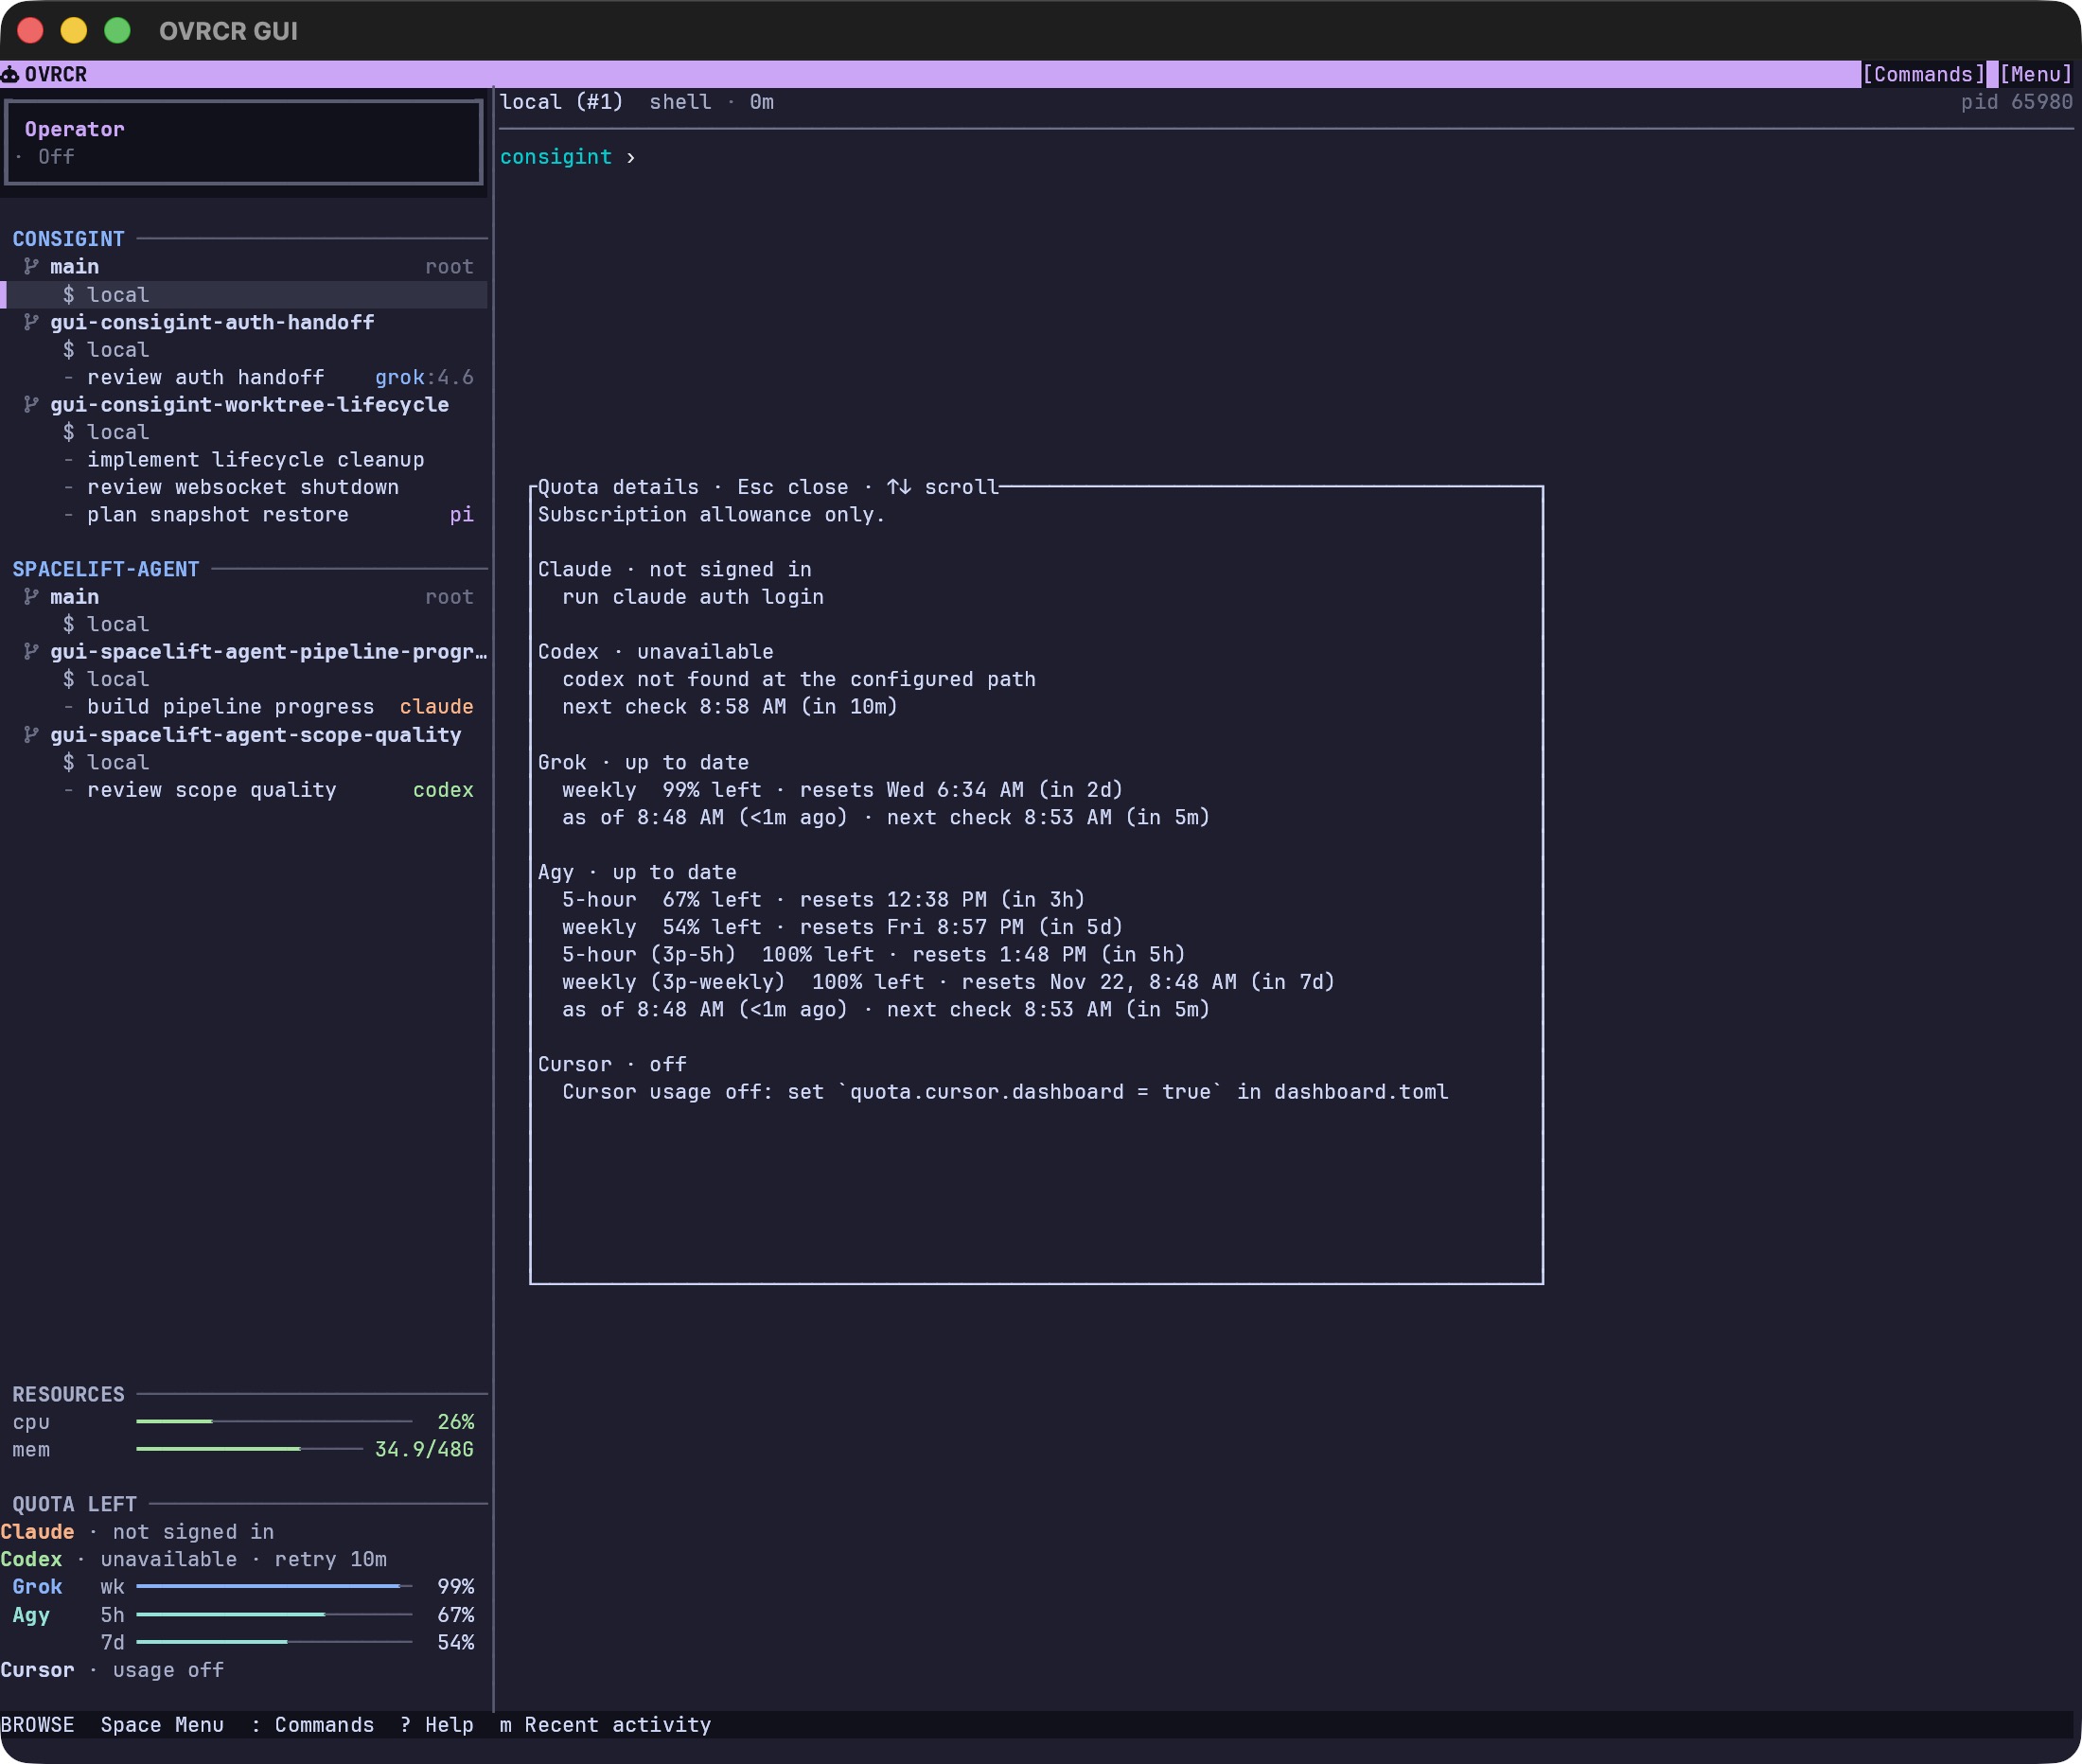 OVRCR GUI
OVRCR [Commands] [Menu]
Operator
· Off
CONSIGINT
main root
$ local
gui-consigint-auth-handoff
$ local
- review auth handoff grok:4.6
gui-consigint-worktree-lifecycle
$ local
- implement lifecycle cleanup
- review websocket shutdown
- plan snapshot restore pi
SPACELIFT-AGENT
main root
$ local
gui-spacelift-agent-pipeline-progr…
$ local
- build pipeline progress claude
gui-spacelift-agent-scope-quality
$ local
- review scope quality codex
RESOURCES
cpu 26%
mem 34.9/48G
QUOTA LEFT
Claude · not signed in
Codex · unavailable · retry 10m
Grok wk 99%
Agy 5h 67%
7d 54%
Cursor · usage off
local (#1) shell · 0m pid 65980
consigint ›
Quota details · Esc close · ↑↓ scroll
Subscription allowance only.
Claude · not signed in
run claude auth login
Codex · unavailable
codex not found at the configured path
next check 8:58 AM (in 10m)
Grok · up to date
weekly 99% left · resets Wed 6:34 AM (in 2d)
as of 8:48 AM (<1m ago) · next check 8:53 AM (in 5m)
Agy · up to date
5-hour 67% left · resets 12:38 PM (in 3h)
weekly 54% left · resets Fri 8:57 PM (in 5d)
5-hour (3p-5h) 100% left · resets 1:48 PM (in 5h)
weekly (3p-weekly) 100% left · resets Nov 22, 8:48 AM (in 7d)
as of 8:48 AM (<1m ago) · next check 8:53 AM (in 5m)
Cursor · off
Cursor usage off: set `quota.cursor.dashboard = true` in dashboard.toml
BROWSE Space Menu : Commands ? Help m Recent activity